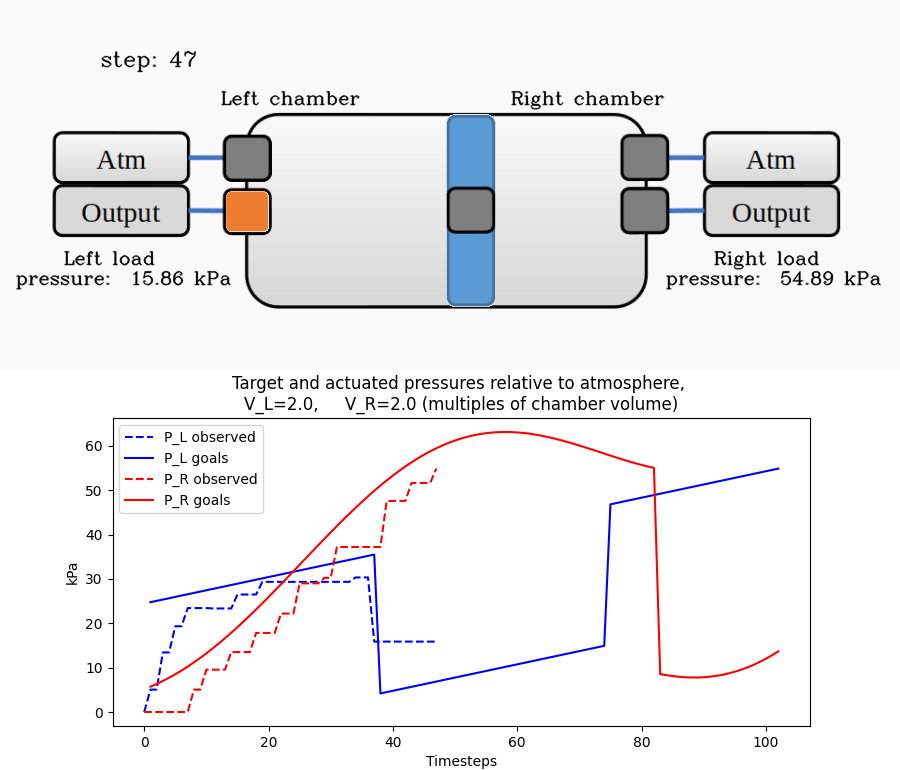 step: 47
Left chamber
Right chamber
Atm
Atm
Output
Output
Left load
pressure: 15.86 kPa
Right load
pressure: 54.89 kPa
Target and actuated pressures relative to atmosphere,
V_L=2.0, V_R=2.0 (multiples of chamber volume)
P_L observed
P_L goals
P_R observed
P_R goals
kPa
60
50
40
30
20
10
0
0 20 40 60 80 100
Timesteps